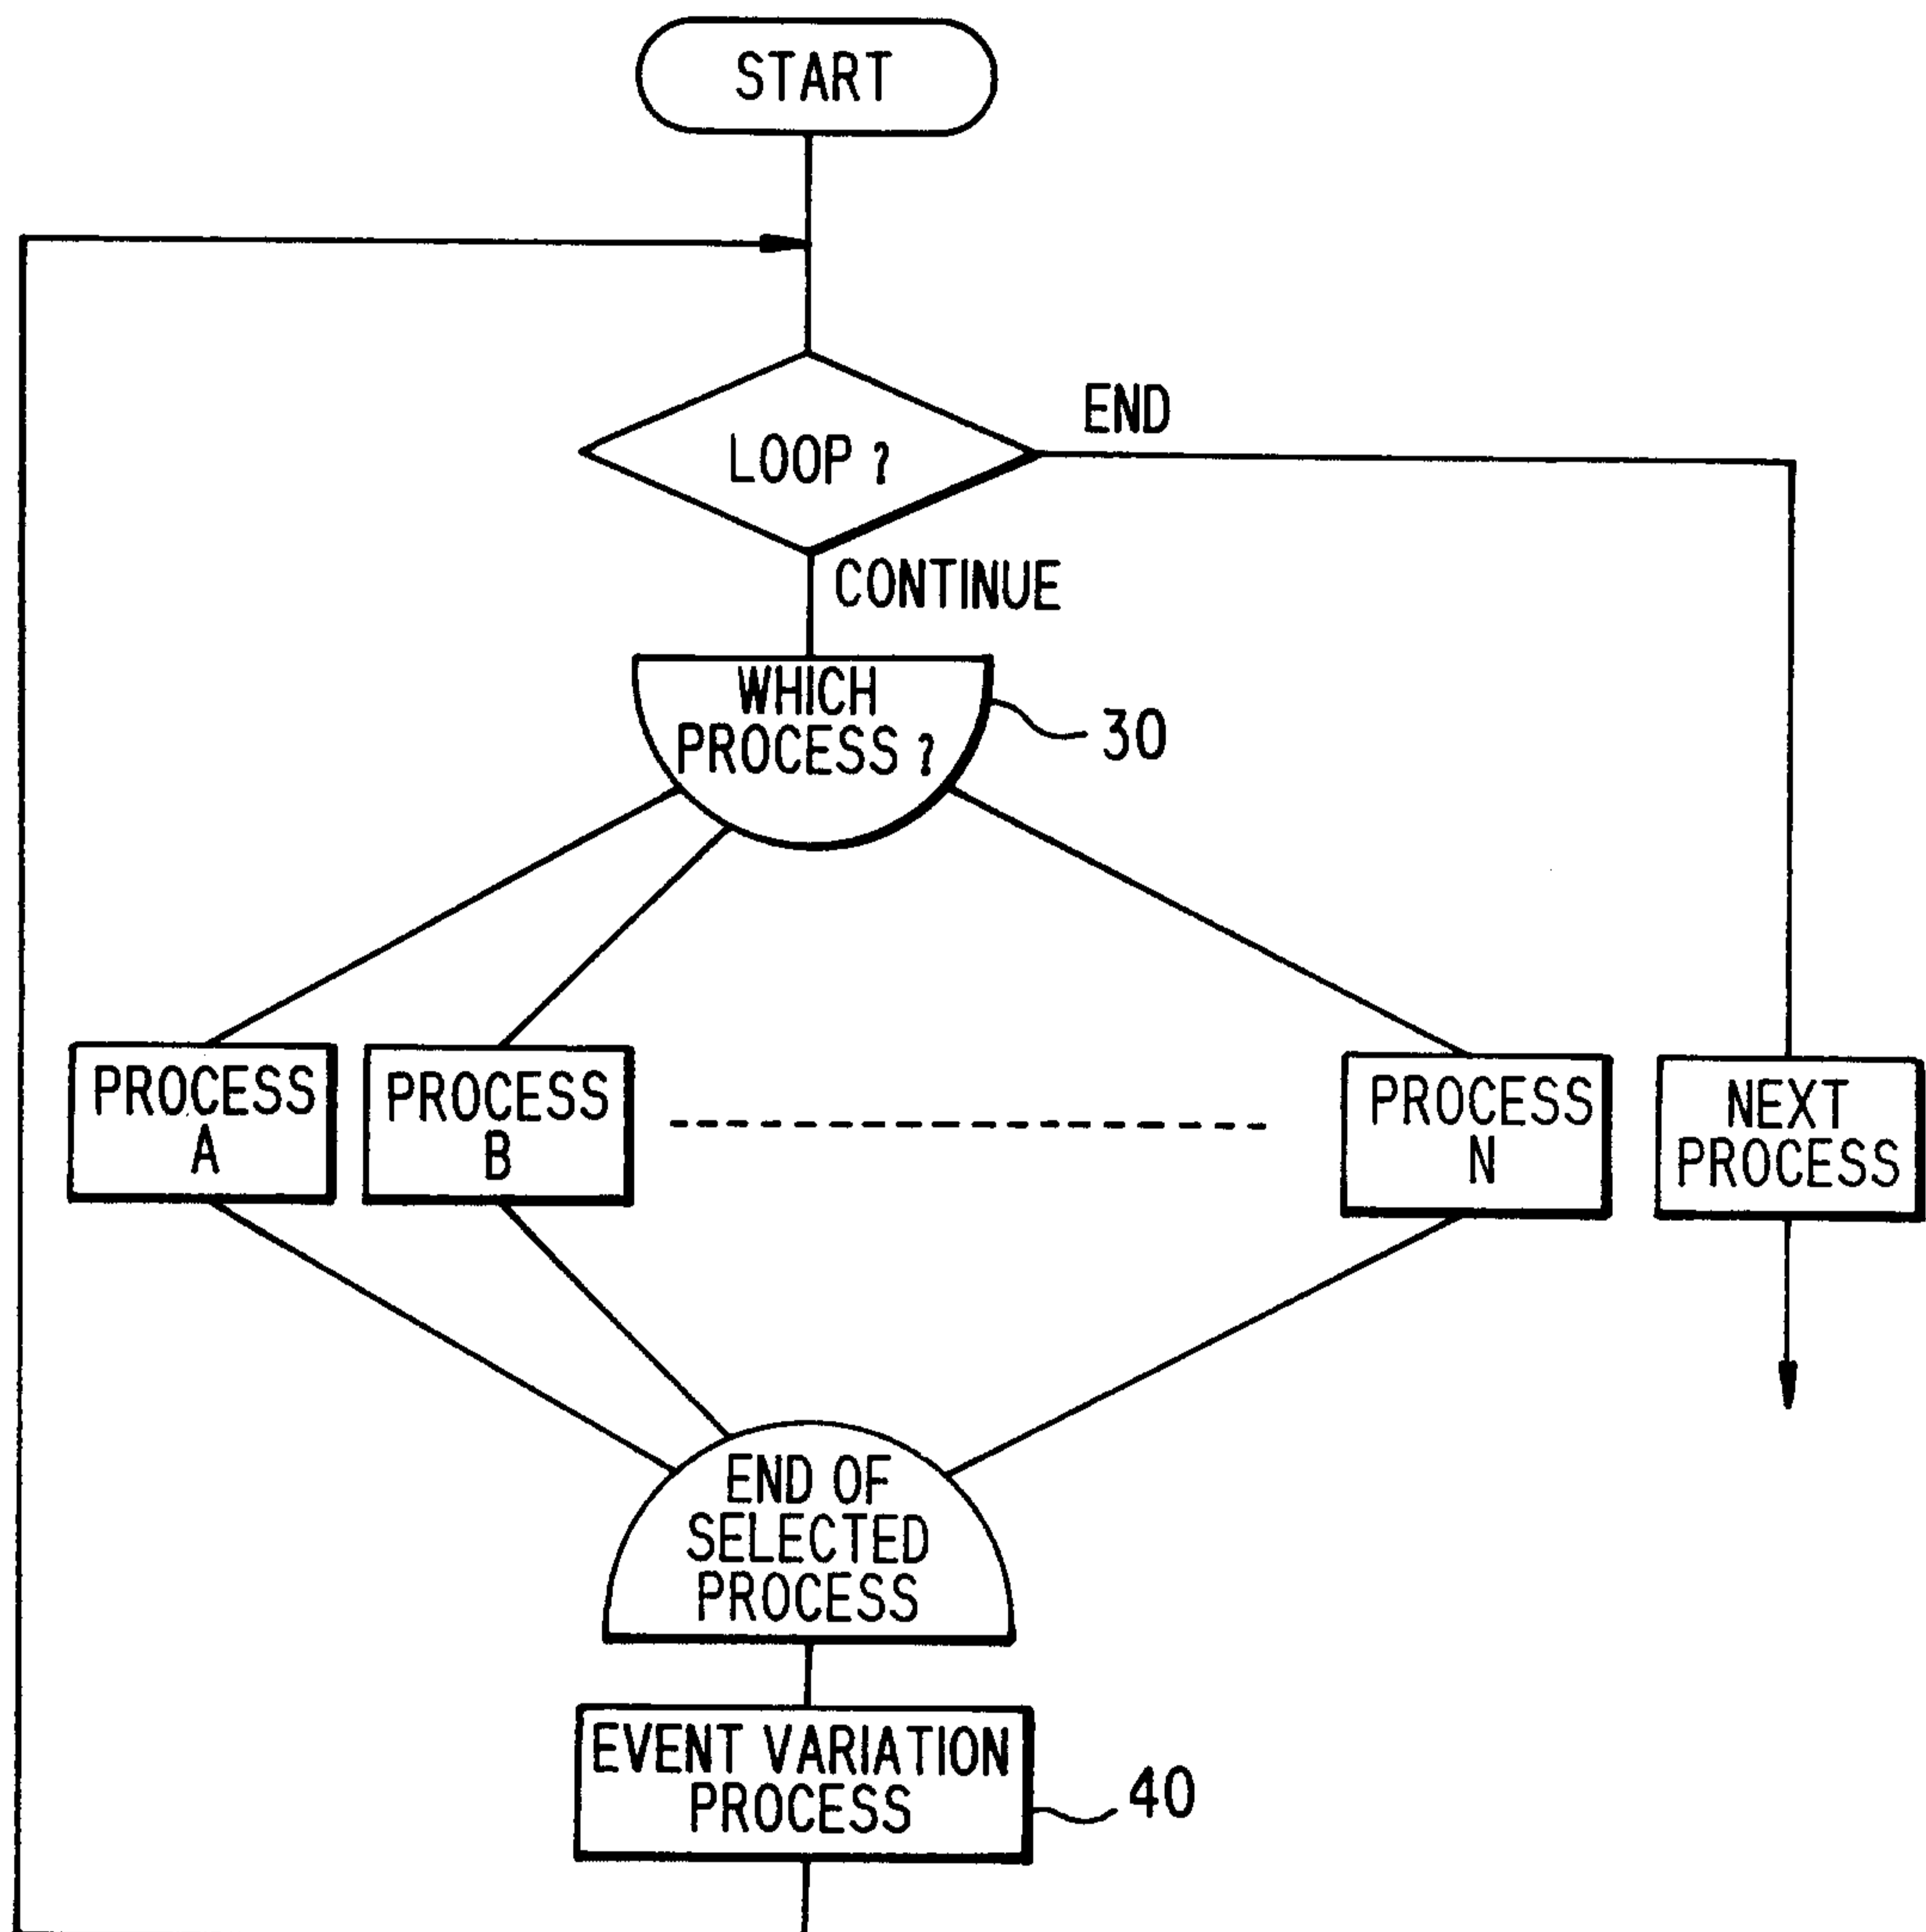 START
END
LOOP ?
CONTINUE
WHICH
PROCESS ?
30
PROCESS
A
PROCESS
B
PROCESS
N
NEXT
PROCESS
END OF
SELECTED
PROCESS
EVENT VARIATION
PROCESS
40